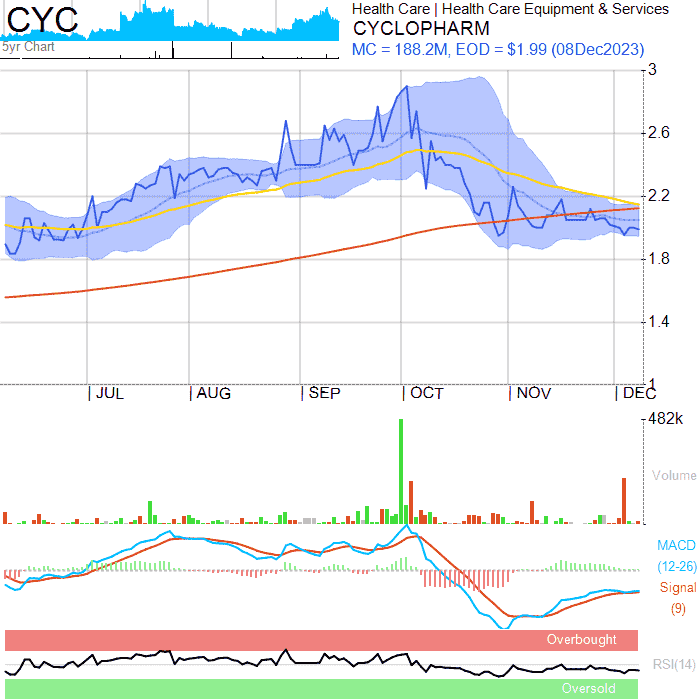 CYC
5yr Chart
Health Care | Health Care Equipment & Services
CYCLOPHARM
MC = 188.2M, EOD = $1.99 (08Dec2023)
3
2.6
2.2
1.8
1.4
1
JUL AUG SEP OCT NOV DEC
482k
Volume
MACD
(12-26)
Signal
(9)
Overbought
RSI(14)
Oversold